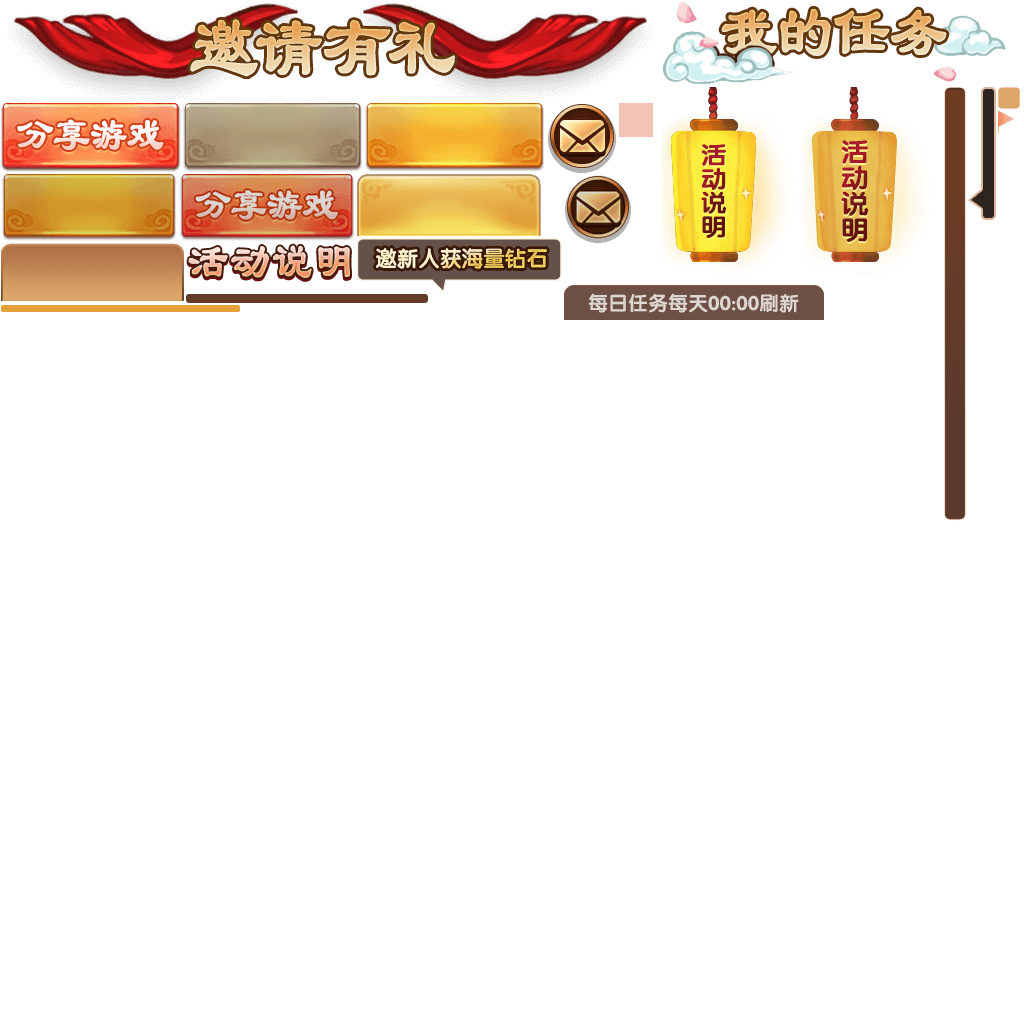 邀请有礼
我的任务
分享游戏
活动说明
活动说明
分享游戏
活动说明
邀新人获海量钻石
每日任务每天00:00刷新